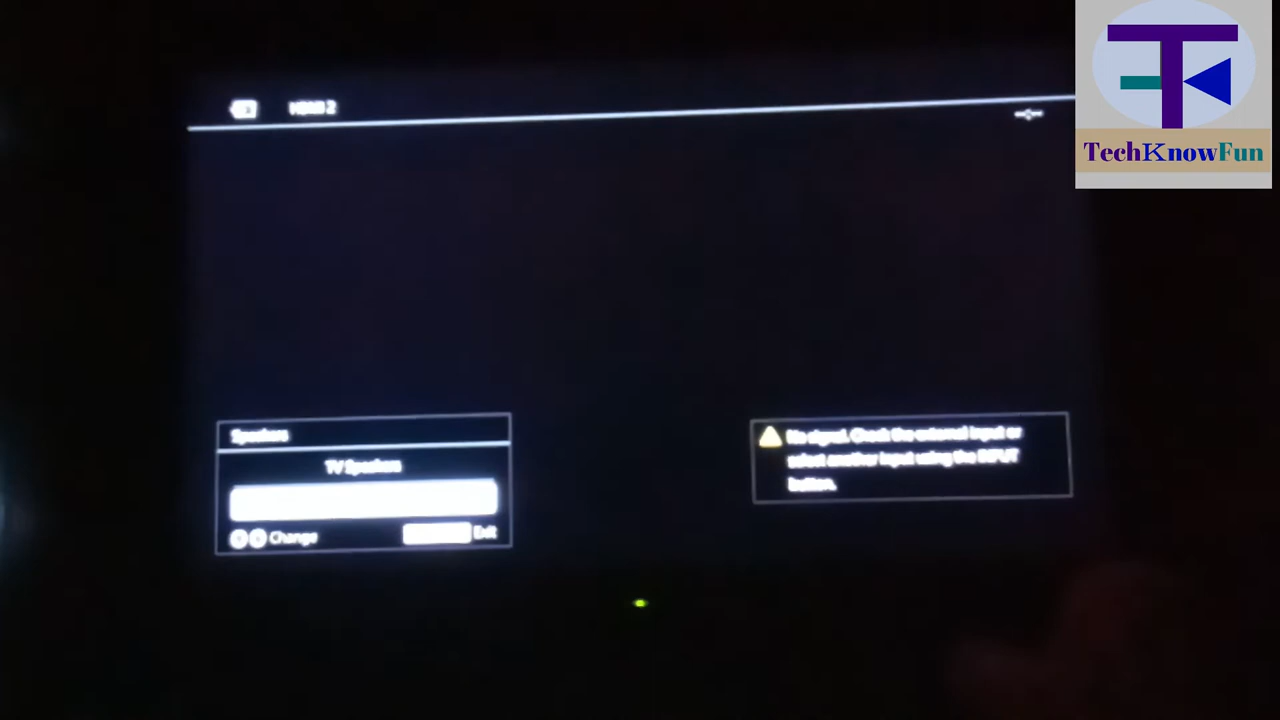 HDMI 2
TechKnowFun
Speakers
TV Speakers
Change
Exit
No signal. Check the external input or
select another input using the INPUT
button.